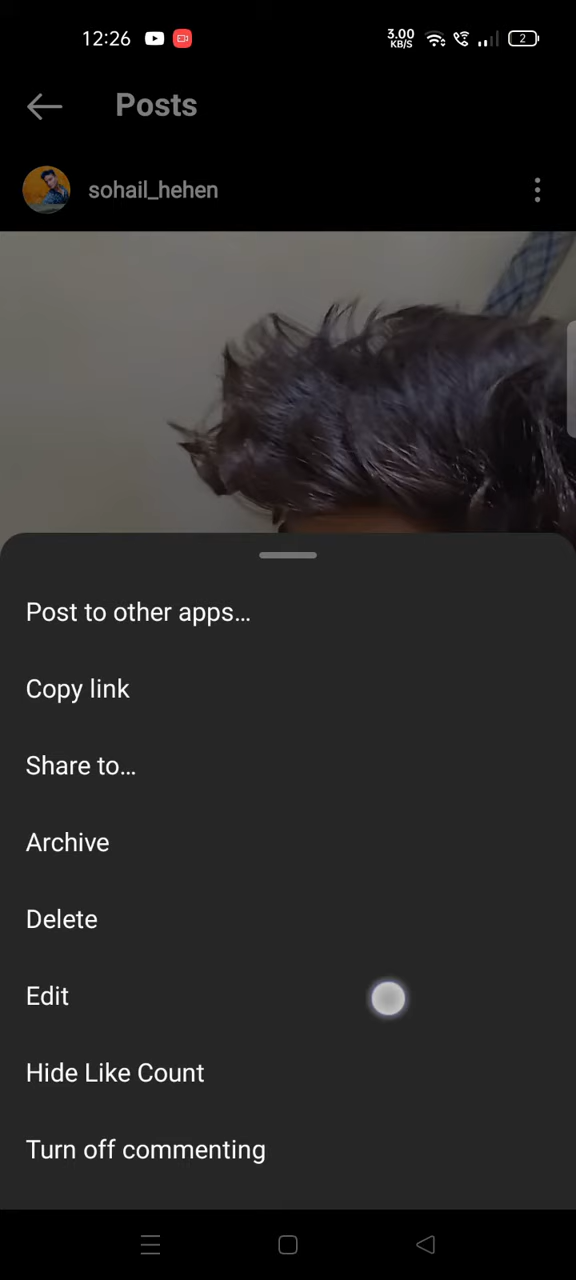 12:26
3.00
KB/S
2
Posts
sohail_hehen
Post to other apps...
Copy link
Share to...
Archive
Delete
Edit
Hide Like Count
Turn off commenting